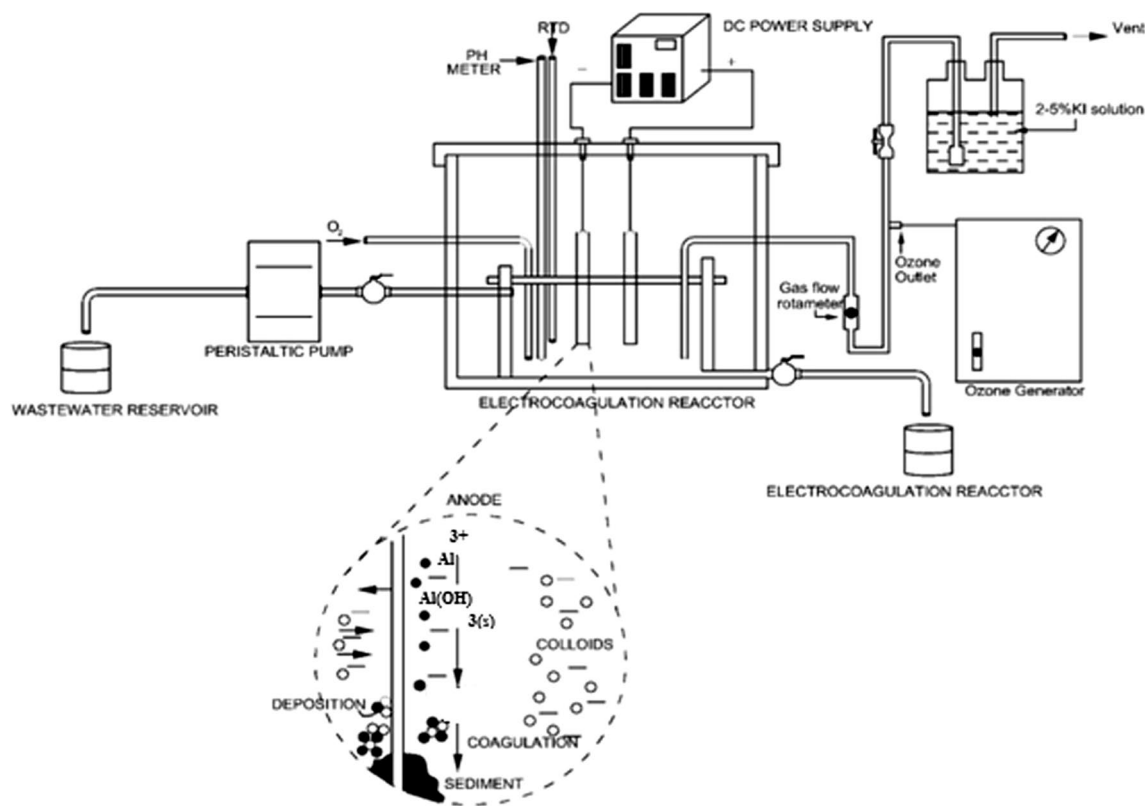 DC POWER SUPPLY
Vent
RTD
PH
METER
−
+
2-5%KI solution
O2
Ozone
Outlet
Gas flow
rotameter
PERISTALTIC PUMP
WASTEWATER RESERVOIR
ELECTROCOAGULATION REACCTOR
Ozone Generator
ELECTROCOAGULATION REACCTOR
ANODE
3+
Al
Al(OH)
3(s)
COLLOIDS
DEPOSITION
COAGULATION
SEDIMENT